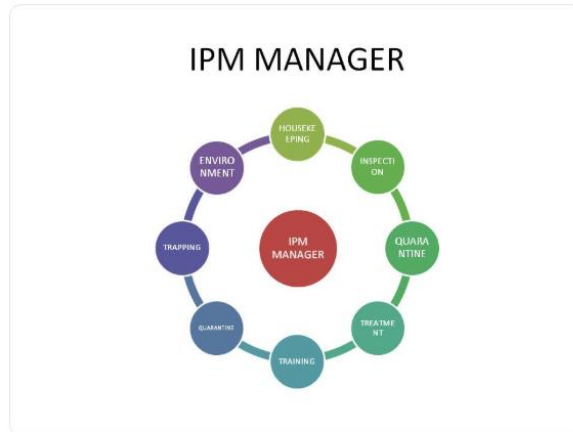 IPM MANAGER
HOUSEKE
EPING
INSPECTI
ON
QUARA
NTINE
TREATME
NT
TRAINING
QUARANTINE
TRAPPING
ENVIRO
NMENT
IPM
MANAGER